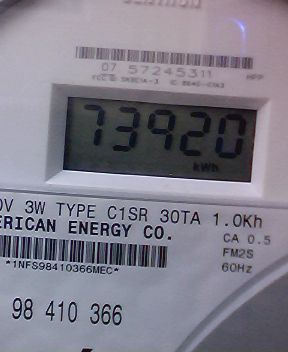 07 57245311
HPP
73920
kWh
0V 3W TYPE C1SR 30TA 1.0Kh
ERICAN ENERGY CO.
CA 0.5
FM2S
60Hz
*1NFS98410366MEC*
98 410 366